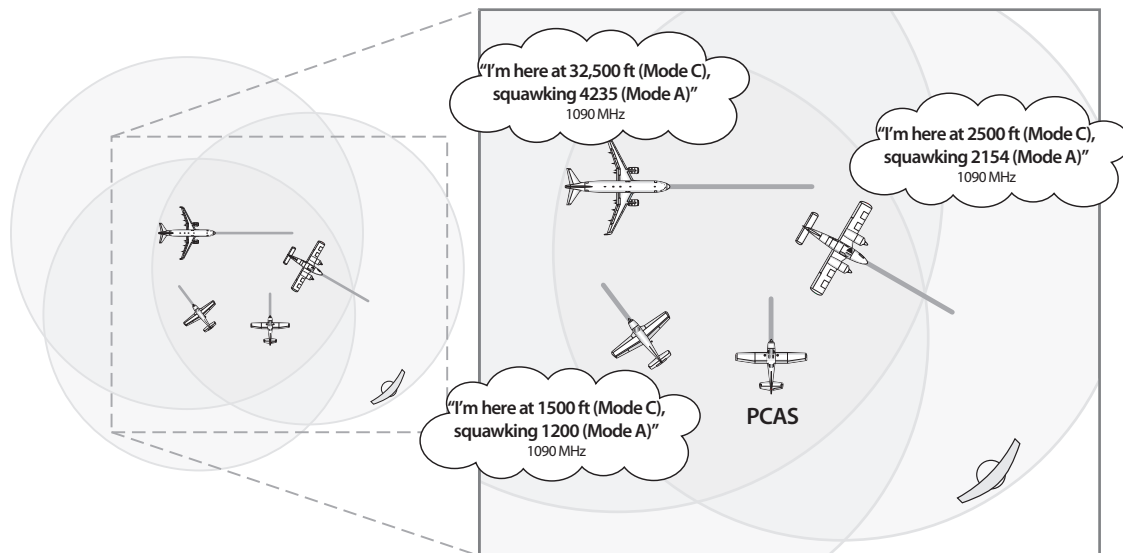 “I’m here at 32,500 ft (Mode C),
squawking 4235 (Mode A)”
1090 MHz
“I’m here at 2500 ft (Mode C),
squawking 2154 (Mode A)”
1090 MHz
“I’m here at 1500 ft (Mode C),
squawking 1200 (Mode A)”
1090 MHz
PCAS